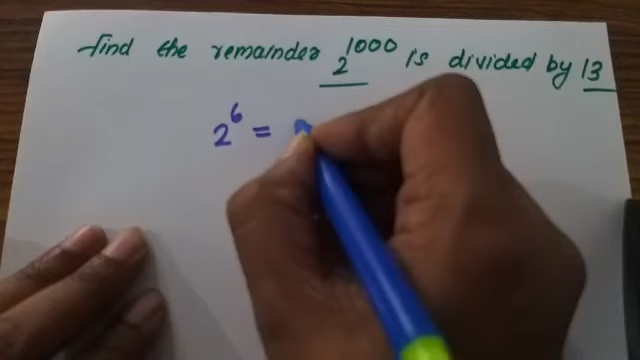 find the remainder 2^1000 is divided by 13
2^6 =